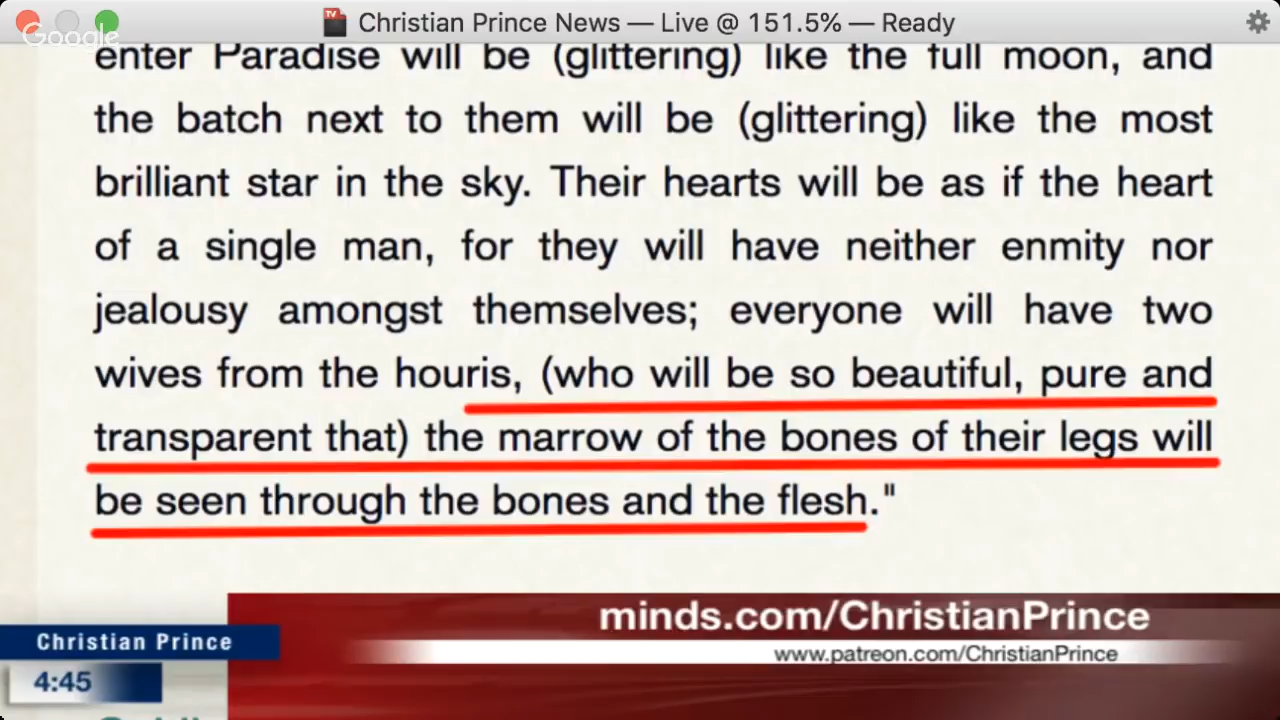 Christian Prince News — Live @ 151.5% — Ready
Google
enter Paradise will be (glittering) like the full moon, and
the batch next to them will be (glittering) like the most
brilliant star in the sky. Their hearts will be as if the heart
of a single man, for they will have neither enmity nor
jealousy amongst themselves; everyone will have two
wives from the houris, (who will be so beautiful, pure and
transparent that) the marrow of the bones of their legs will
be seen through the bones and the flesh."
minds.com/ChristianPrince
Christian Prince
www.patreon.com/ChristianPrince
4:45